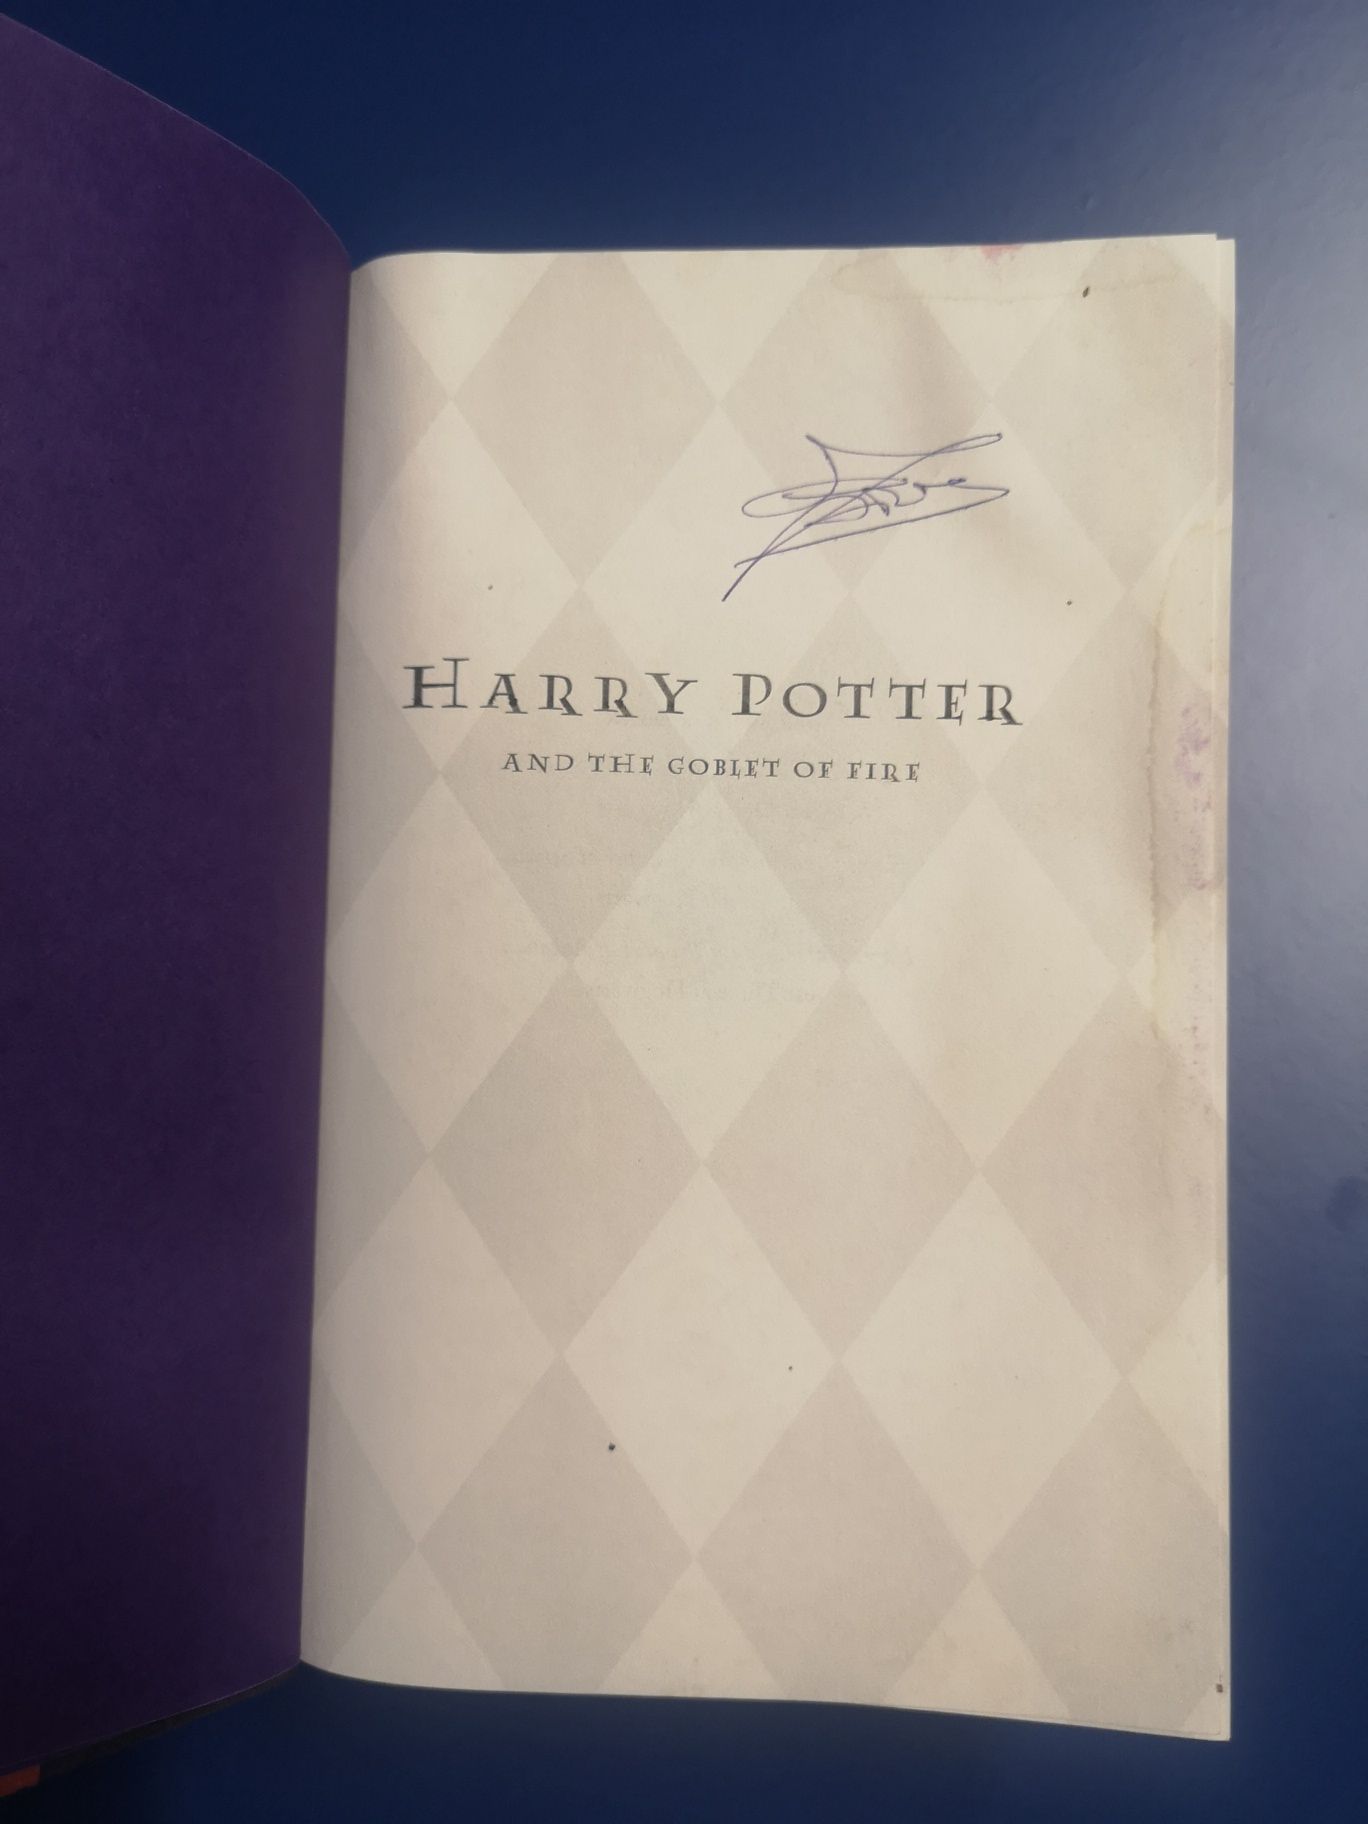 HARRY POTTER
AND THE GOBLET OF FIRE